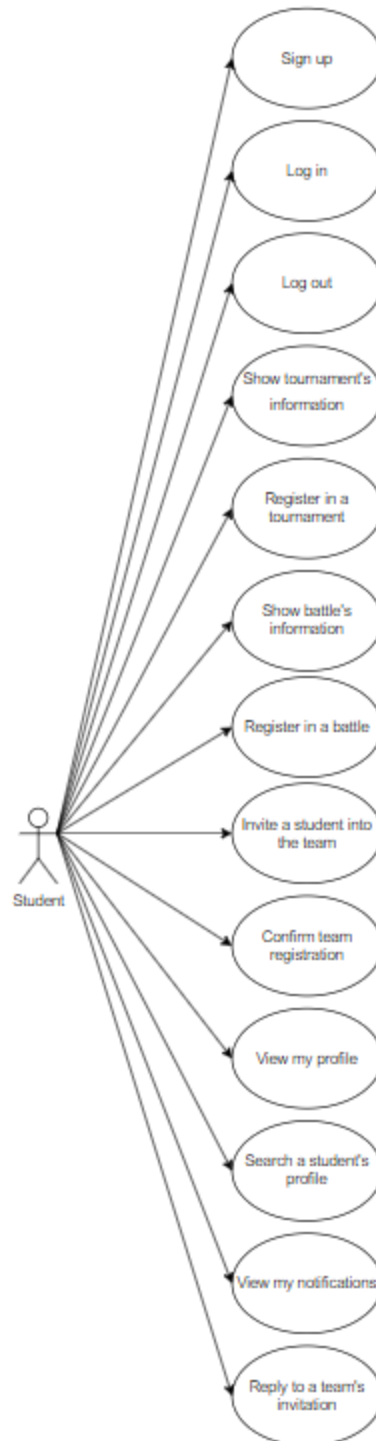 Sign up
Log in
Log out
Show tournament's
information
Register in a
tournament
Show battle's
information
Register in a battle
Invite a student into
the team
Student
Confirm team
registration
View my profile
Search a student's
profile
View my notifications
Reply to a team's
invitation